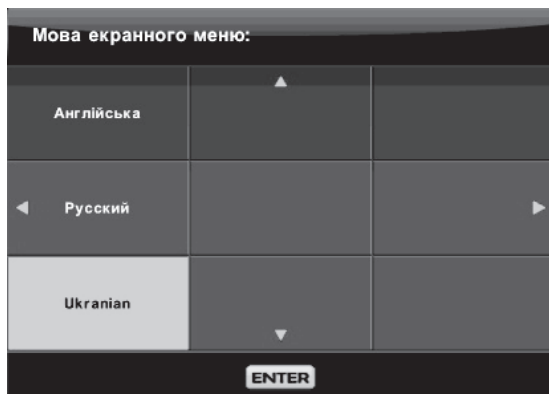 Мова екранного меню:
Англійська
Русский
Ukranian
ENTER